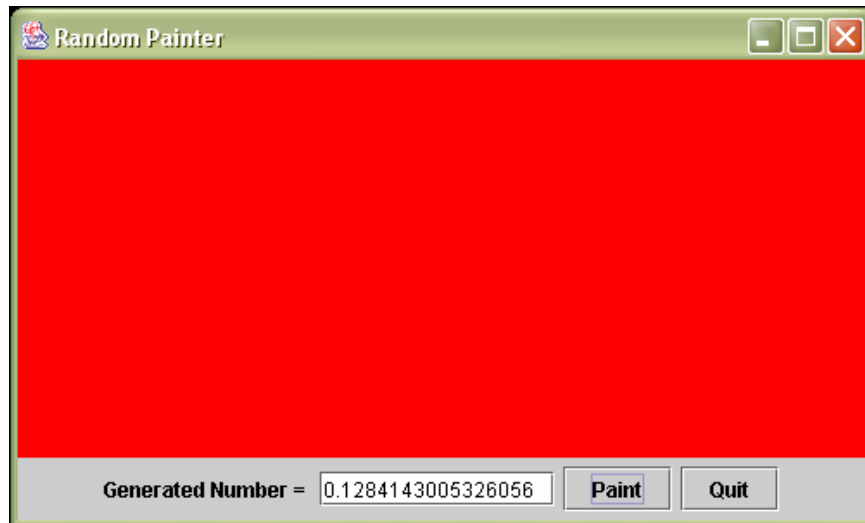 Random Painter
Generated Number = 0.1284143005326056 Paint Quit